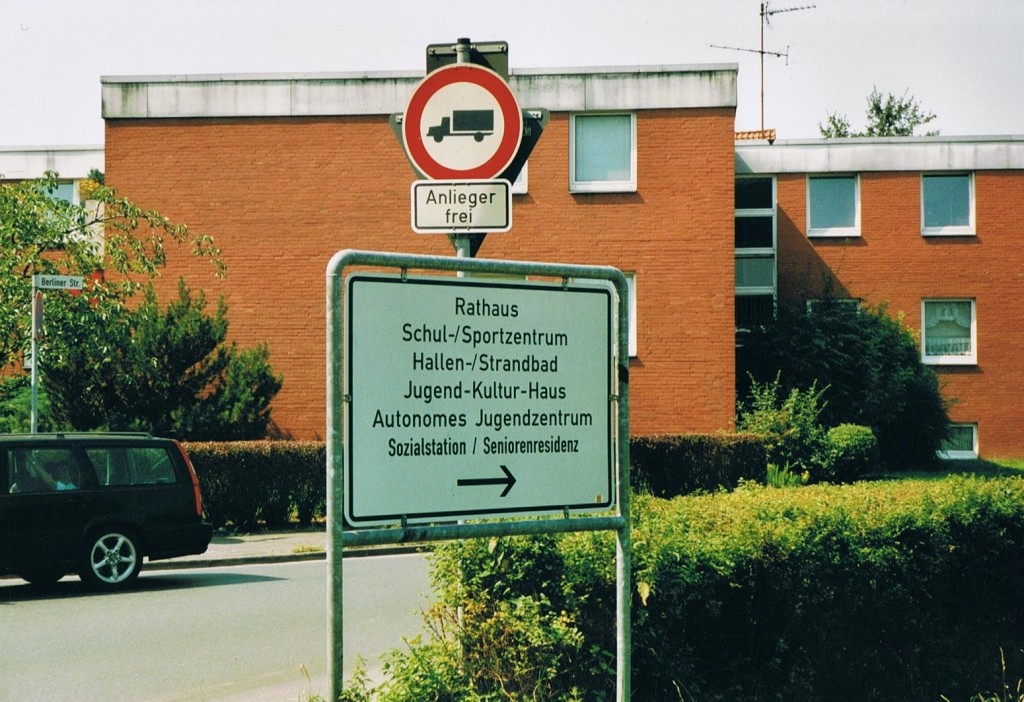 Anlieger
frei
Berliner Str.
Rathaus
Schul-/Sportzentrum
Hallen-/Strandbad
Jugend-Kultur-Haus
Autonomes Jugendzentrum
Sozialstation / Seniorenresidenz